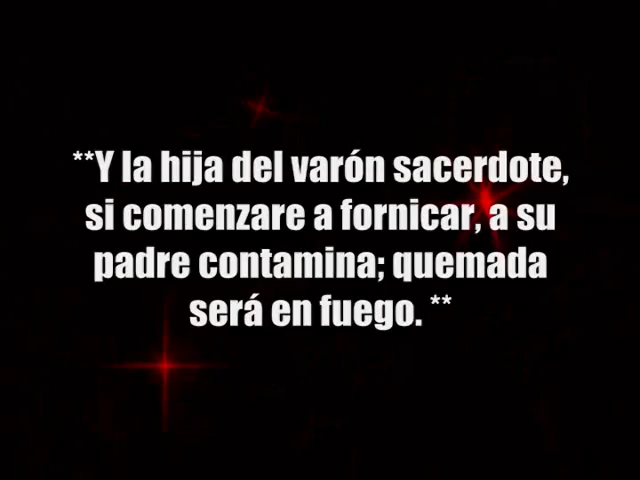 **Y la hija del varón sacerdote,
si comenzare a fornicar, a su
padre contamina; quemada
será en fuego. **